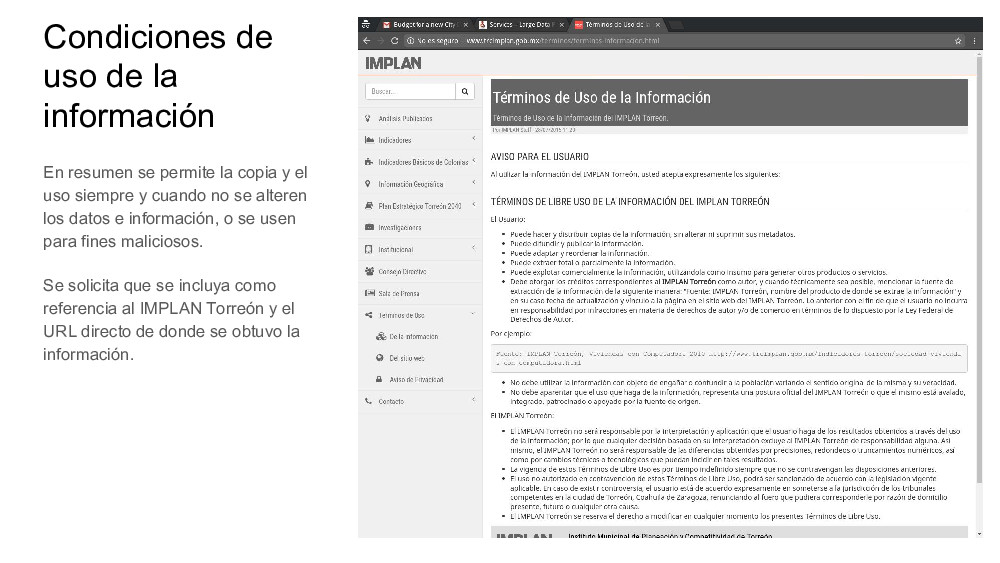 Condiciones de
uso de la
información
En resumen se permite la copia y el
uso siempre y cuando no se alteren
los datos e información, o se usen
para fines maliciosos.
Se solicita que se incluya como
referencia al IMPLAN Torreón y el
URL directo de donde se obtuvo la
información.
Budget for a new City
Services - Large Data F
Términos de Uso de la
No es seguro www.trcimplan.gob.mx/terminos/terminos-informacion.html
IMPLAN
Buscar...
Análisis Publicados
Indicadores
Indicadores Básicos de Colonias
Información Geográfica
Plan Estratégico Torreón 2040
Investigaciones
Institucional
Consejo Directivo
Sala de Prensa
Términos de Uso
De la información
Del sitio web
Aviso de Privacidad
Contacto
Términos de Uso de la Información
Términos de Uso de la Información del IMPLAN Torreón.
Por IMPLAN Staff
AVISO PARA EL USUARIO
Al utilizar la información del IMPLAN Torreón, usted acepta expresamente los siguientes:
TÉRMINOS DE LIBRE USO DE LA INFORMACIÓN DEL IMPLAN TORREÓN
El Usuario:
• Puede hacer y distribuir copias de la información, sin alterar ni suprimir sus metadatos.
• Puede difundir y publicar la información.
• Puede adaptar y reordenar la información.
• Puede extraer total o parcialmente la información.
• Puede explotar comercialmente la información, utilizándola como insumo para generar otros productos o servicios.
• Debe otorgar los créditos correspondientes al IMPLAN Torreón como autor, y cuando técnicamente sea posible, mencionar la fuente de
extracción de la información de la siguiente manera: "Fuente: IMPLAN Torreón, nombre del producto de donde se extrae la información" y
en su caso fecha de actualización y vínculo a la página en el sitio web del IMPLAN Torreón. Lo anterior con el fin de que el usuario no incurra
en responsabilidad por infracciones en materia de derechos de autor y/o de comercio en términos de lo dispuesto por la Ley Federal de
Derechos de Autor.
Por ejemplo:
Fuente: IMPLAN Torreón, Viviendas con Computadora 2010 http://www.trcimplan.gob.mx/indicadores-torreon/sociedad-viviend
s-con-computadora.html
• No debe utilizar la información con objeto de engañar o confundir a la población variando el sentido original de la misma y su veracidad.
• No debe aparentar que el uso que haga de la información, representa una postura oficial del IMPLAN Torreón o que el mismo está avalado,
integrado, patrocinado o apoyado por la fuente de origen.
El IMPLAN Torreón:
• El IMPLAN Torreón no será responsable por la interpretación y aplicación que el usuario haga de los resultados obtenidos a través del uso
de la información; por lo que cualquier decisión basada en su interpretación excluye al IMPLAN Torreón de responsabilidad alguna. Así
mismo, el IMPLAN Torreón no será responsable de las diferencias obtenidas por precisiones, redondeos o truncamientos numéricos, así
como por cambios técnicos o tecnológicos que puedan incidir en tales resultados.
• La vigencia de estos Términos de Libre Uso es por tiempo indefinido siempre que no se contravengan las disposiciones anteriores.
• El uso no autorizado en contravención de estos Términos de Libre Uso, podrá ser sancionado de acuerdo con la legislación vigente
aplicable. En caso de existir controversia, el usuario está de acuerdo expresamente en someterse a la jurisdicción de los tribunales
competentes en la ciudad de Torreón, Coahuila de Zaragoza, renunciando al fuero que pudiera corresponderle por razón de domicilio
presente, futuro o cualquier otra causa.
• El IMPLAN Torreón se reserva el derecho a modificar en cualquier momento los presentes Términos de Libre Uso.
IMPLAN Instituto Municipal de Planeación y Competitividad de Torreón